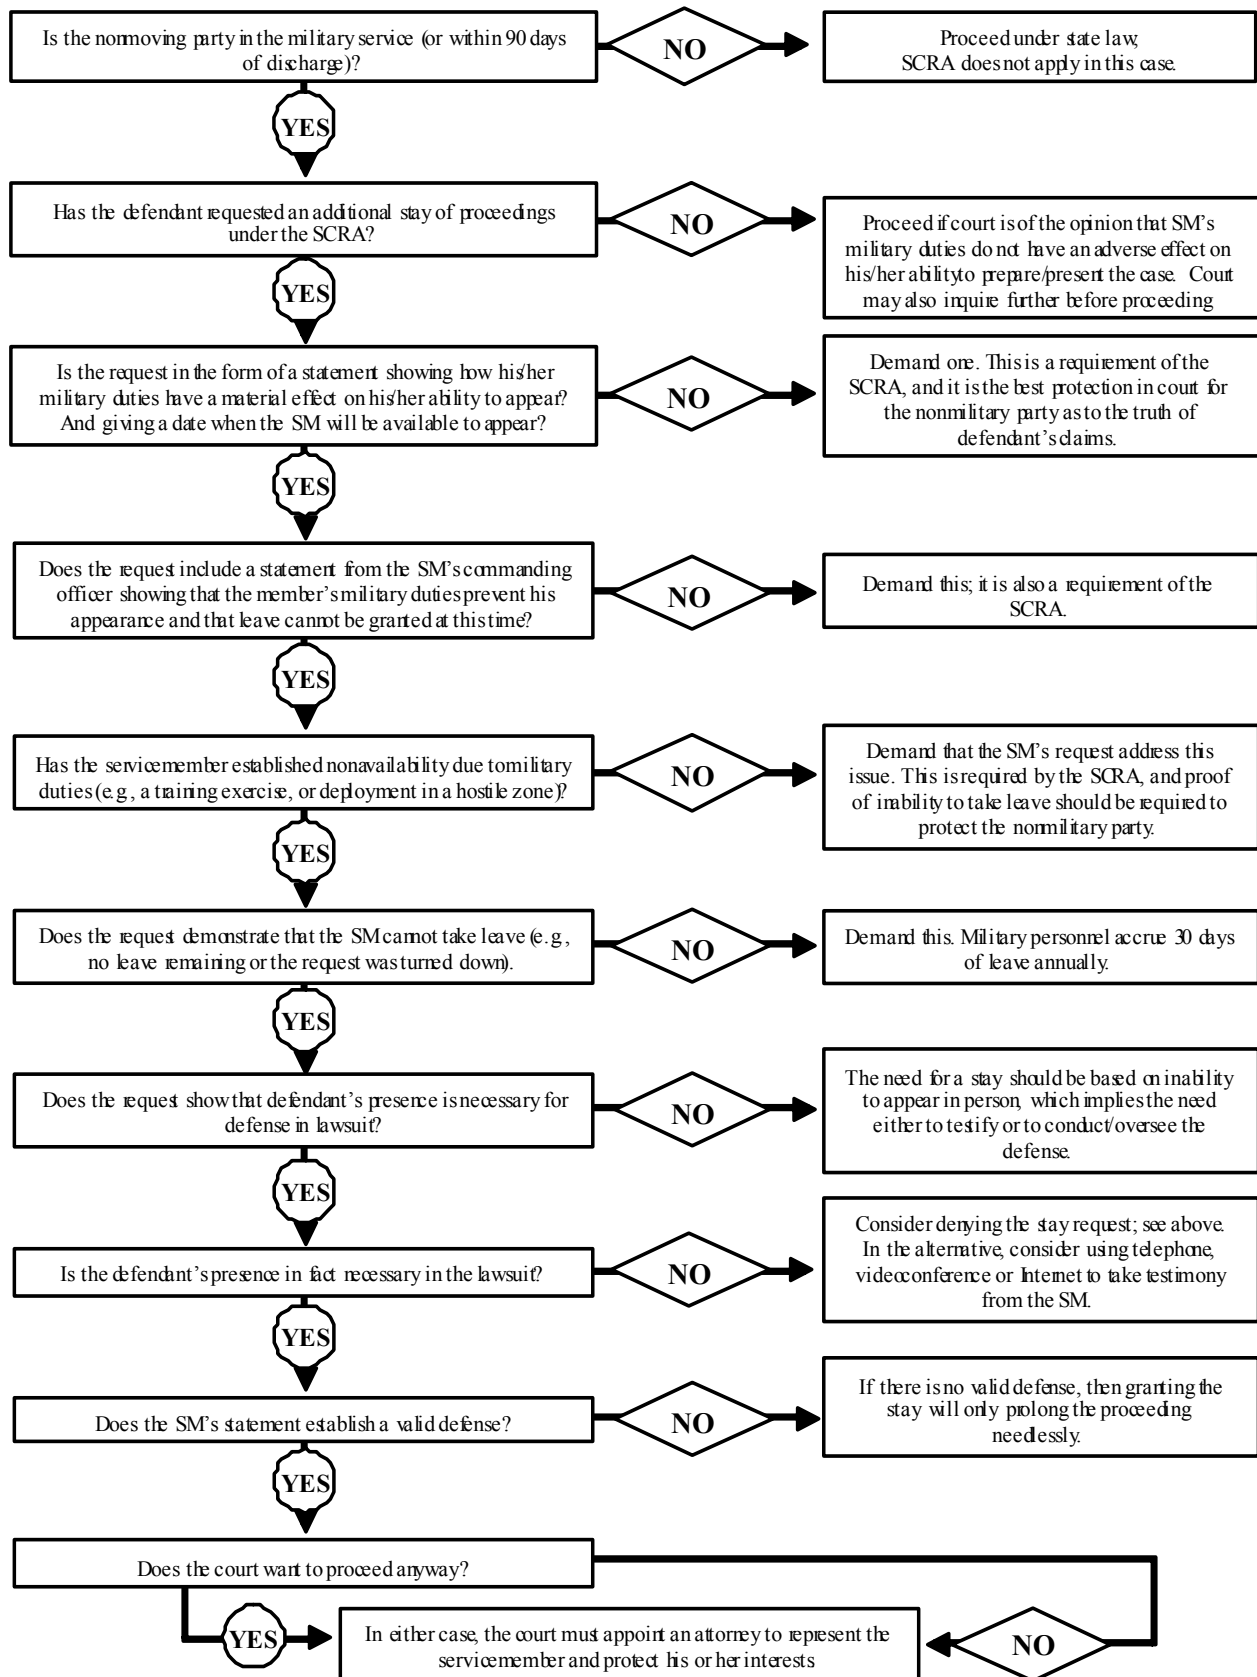 Is the nonmoving party in the military service (or within 90 days
of discharge)?
NO
Proceed under state law;
SCRA does not apply in this case.
YES
Has the defendant requested an additional stay of proceedings
under the SCRA?
NO
Proceed if court is of the opinion that SM's
military duties do not have an adverse effect on
his/her ability to prepare/present the case. Court
may also inquire further before proceeding
YES
Is the request in the form of a statement showing how his/her
military duties have a material effect on his/her ability to appear?
And giving a date when the SM will be available to appear?
NO
Demand one. This is a requirement of the
SCRA, and it is the best protection in court for
the nonmilitary party as to the truth of
defendant's claims.
YES
Does the request include a statement from the SM's commanding
officer showing that the member's military duties prevent his
appearance and that leave cannot be granted at this time?
NO
Demand this; it is also a requirement of the
SCRA.
YES
Has the servicemember established nonavailability due to military
duties (e.g., a training exercise, or deployment in a hostile zone)?
NO
Demand that the SM's request address this
issue. This is required by the SCRA, and proof
of inability to take leave should be required to
protect the nonmilitary party.
YES
Does the request demonstrate that the SM cannot take leave (e.g.,
no leave remaining or the request was turned down).
NO
Demand this. Military personnel accrue 30 days
of leave annually.
YES
Does the request show that defendant's presence is necessary for
defense in lawsuit?
NO
The need for a stay should be based on inability
to appear in person, which implies the need
either to testify or to conduct/oversee the
defense.
YES
Is the defendant's presence in fact necessary in the lawsuit?
NO
Consider denying the stay request; see above.
In the alternative, consider using telephone,
videoconference or Internet to take testimony
from the SM.
YES
Does the SM's statement establish a valid defense?
NO
If there is no valid defense, then granting the
stay will only prolong the proceeding
needlessly.
YES
Does the court want to proceed anyway?
YES
In either case, the court must appoint an attorney to represent the
servicemember and protect his or her interests
NO